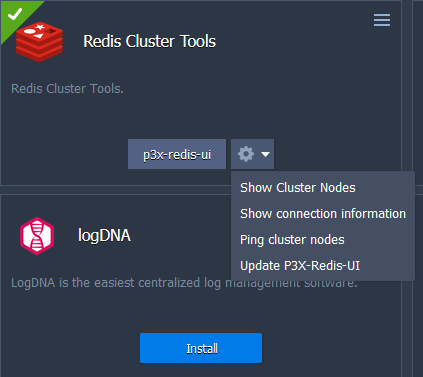 Redis Cluster Tools
Redis Cluster Tools.
p3x-redis-ui
Show Cluster Nodes
Show connection information
Ping cluster nodes
Update P3X-Redis-UI
logDNA
LogDNA is the easiest centralized log management software.
Install